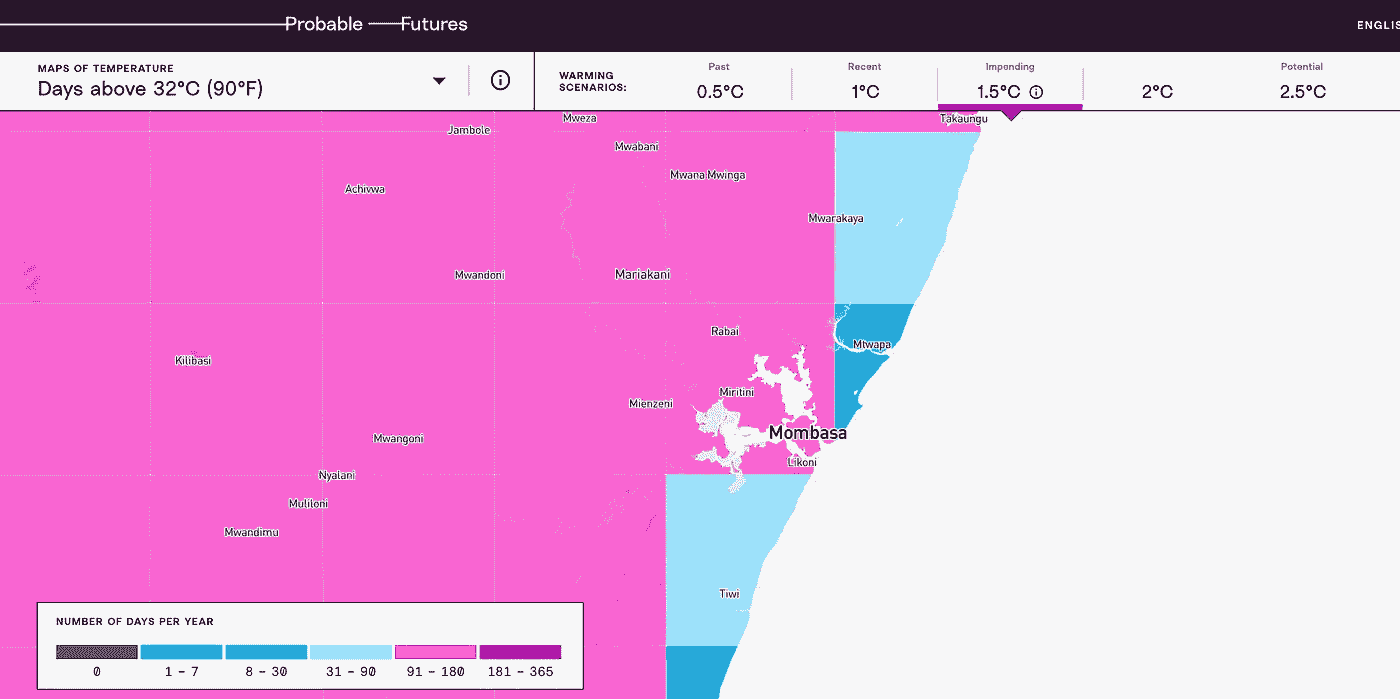 Probable Futures
ENGLIS
MAPS OF TEMPERATURE
Days above 32°C (90°F)
WARMING
SCENARIOS:
Past
0.5°C
Recent
1°C
Impending
1.5°C
2°C
Potential
2.5°C
Mweza
Takaungu
Jambole
Mwabani
Mwana Mwinga
Achivwa
Mwarakaya
Mwandoni
Mariakani
Rabai
Mtwapa
Kilibasi
Miritini
Mienzeni
Mombasa
Mwangoni
Likoni
Nyalani
Muliloni
Mwandimu
Tiwi
NUMBER OF DAYS PER YEAR
0
1 – 7
8 – 30
31 – 90
91 – 180
181 – 365